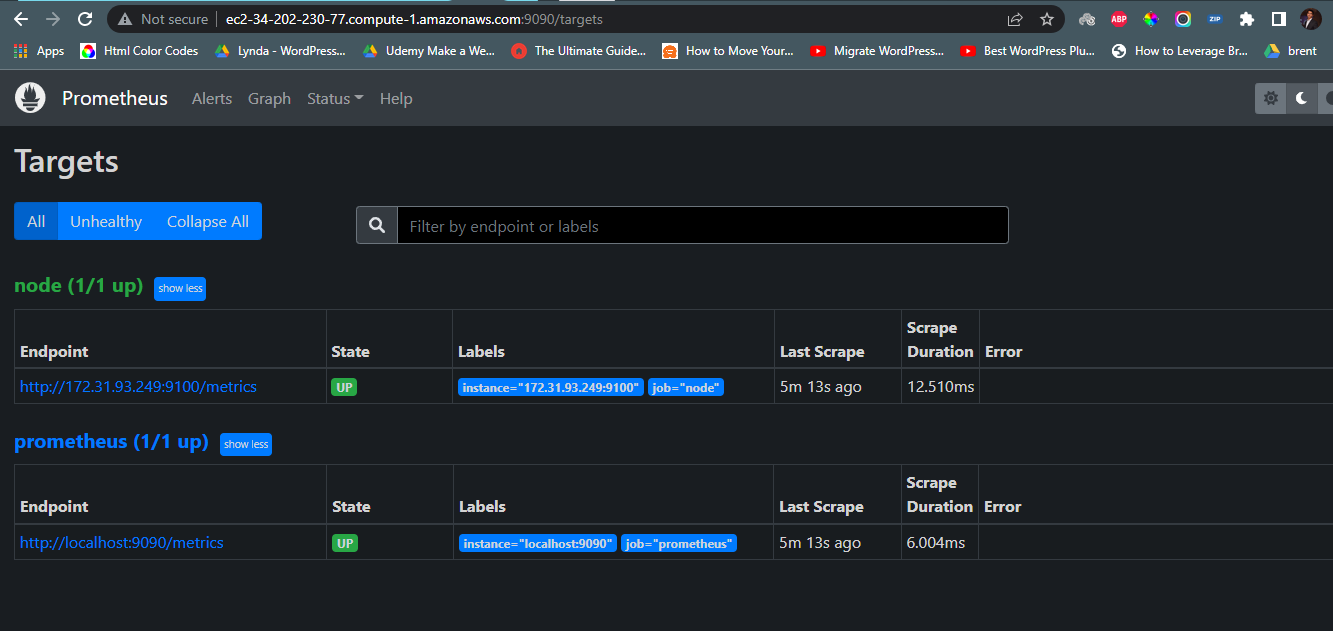 Not secure | ec2-34-202-230-77.compute-1.amazonaws.com:9090/targets ABP ZIP
Apps Html Color Codes Lynda - WordPress... Udemy Make a We... The Ultimate Guide... How to Move Your... Migrate WordPress... Best WordPress Plu... How to Leverage Br... brent
Prometheus Alerts Graph Status Help
Targets
All Unhealthy Collapse All Filter by endpoint or labels
node (1/1 up) show less
Endpoint State Labels Last Scrape Scrape Duration Error
http://172.31.93.249:9100/metrics UP instance="172.31.93.249:9100" job="node" 5m 13s ago 12.510ms
prometheus (1/1 up) show less
Endpoint State Labels Last Scrape Scrape Duration Error
http://localhost:9090/metrics UP instance="localhost:9090" job="prometheus" 5m 13s ago 6.004ms